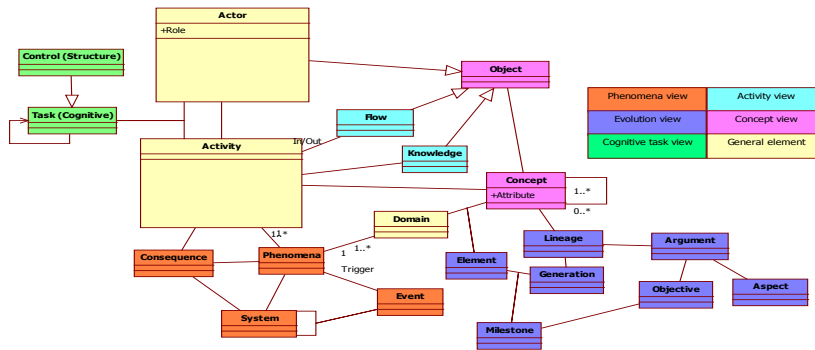 Actor
+Role
Control (Structure)
Object
Phenomena view
Activity view
Evolution view
Concept view
Cognitive task view
General element
Task (Cognitive)
Flow
In/Out
Activity
Knowledge
Concept
+Attribute
1..*
0..*
Domain
1*
1
1
1..*
Lineage
Argument
Consequence
Phenomena
Element
Generation
Trigger
Objective
Aspect
Event
System
Milestone